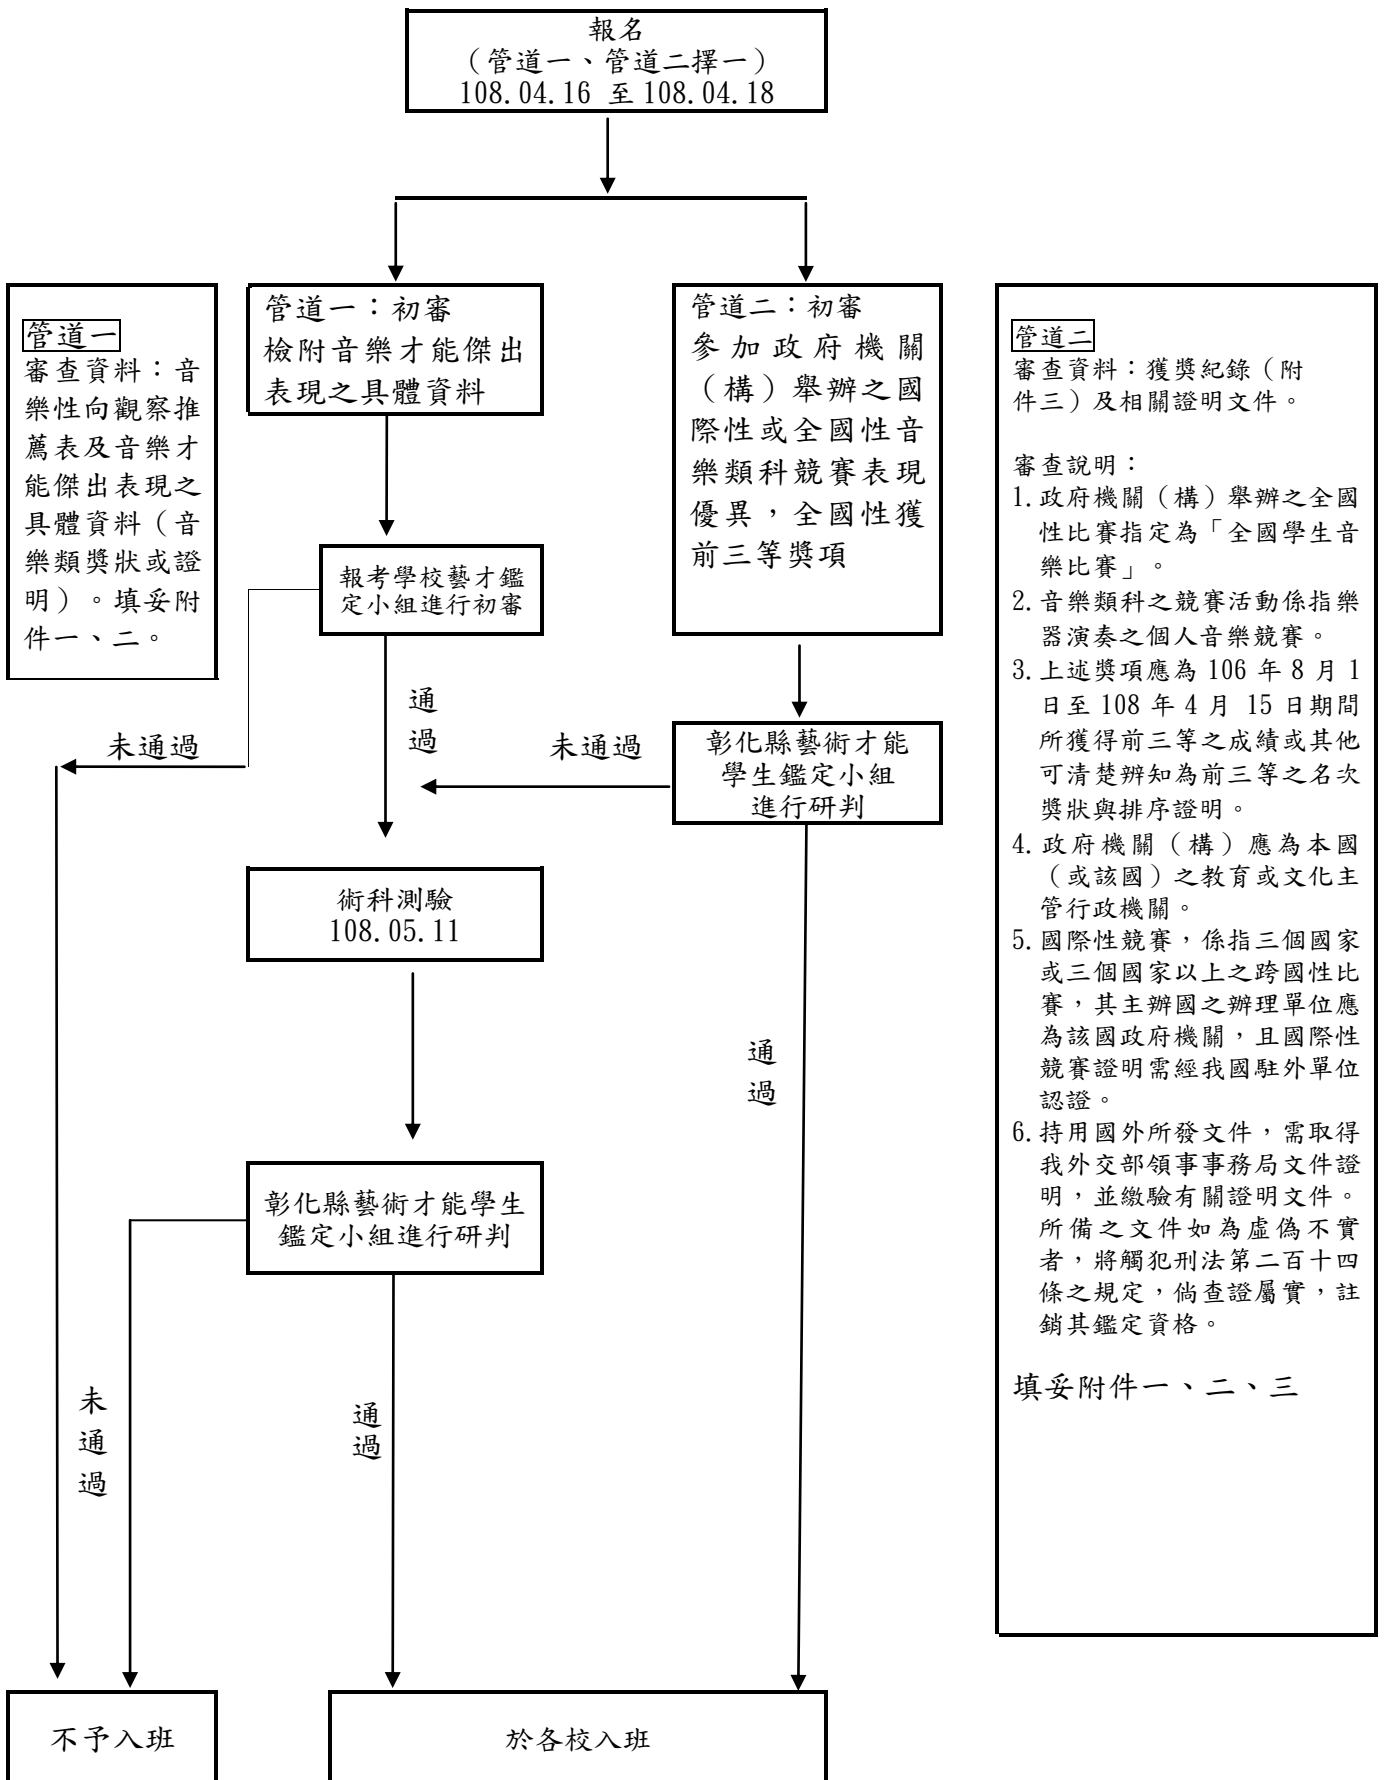 報名
（管道一、管道二擇一）
108.04.16 至 108.04.18
管道一
審查資料：音
樂性向觀察推
薦表及音樂才
能傑出表現之
具體資料（音
樂類獎狀或證
明）。填妥附
件一、二。
管道一：初審
檢附音樂才能傑出
表現之具體資料
管道二：初審
參加政府機關
（構）舉辦之國
際性或全國性音
樂類科競賽表現
優異，全國性獲
前三等獎項
管道二
審查資料：獲獎紀錄（附
件三）及相關證明文件。
審查說明：
1.政府機關（構）舉辦之全國
性比賽指定為「全國學生音
樂比賽」。
2.音樂類科之競賽活動係指樂
器演奏之個人音樂競賽。
3.上述獎項應為 106 年 8 月 1
日至 108 年 4 月 15 日期間
所獲得前三等之成績或其他
可清楚辨知為前三等之名次
獎狀與排序證明。
4.政府機關（構）應為本國
（或該國）之教育或文化主
管行政機關。
5.國際性競賽，係指三個國家
或三個國家以上之跨國性比
賽，其主辦國之辦理單位應
為該國政府機關，且國際性
競賽證明需經我國駐外單位
認證。
6.持用國外所發文件，需取得
我外交部領事事務局文件證
明，並繳驗有關證明文件。
所備之文件如為虛偽不實
者，將觸犯刑法第二百十四
條之規定，倘查證屬實，註
銷其鑑定資格。
填妥附件一、二、三
報考學校藝才鑑
定小組進行初審
通
過
未通過
未通過
彰化縣藝術才能
學生鑑定小組
進行研判
術科測驗
108.05.11
通
過
彰化縣藝術才能學生
鑑定小組進行研判
未
通
過
通
過
不予入班
於各校入班